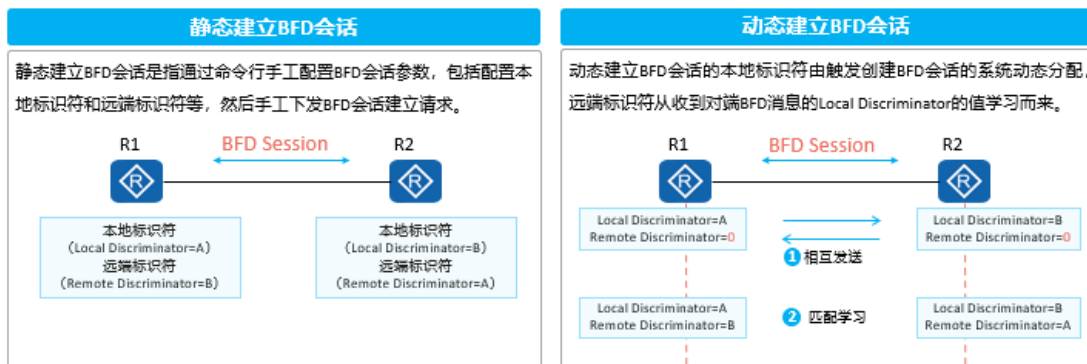 静态建立BFD会话
静态建立BFD会话是指通过命令行手工配置BFD会话参数，包括配置本
地标识符和远端标识符等，然后手工下发BFD会话建立请求。
R1
BFD Session
R2
R
R
本地标识符
（Local Discriminator=A）
远端标识符
（Remote Discriminator=B）
本地标识符
（Local Discriminator=B）
远端标识符
（Remote Discriminator=A）
动态建立BFD会话
动态建立BFD会话的本地标识符由触发创建BFD会话的系统动态分配，
远端标识符从收到对端BFD消息的Local Discriminator的值学习而来。
R1
BFD Session
R2
R
R
Local Discriminator=A
Remote Discriminator=0
Local Discriminator=B
Remote Discriminator=0
1 相互发送
Local Discriminator=A
Remote Discriminator=B
2 匹配学习
Local Discriminator=B
Remote Discriminator=A